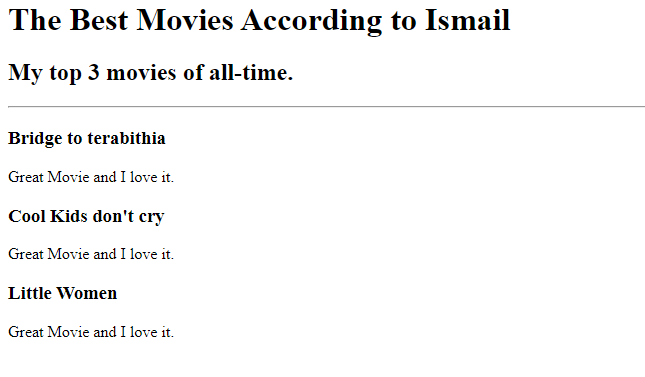 The Best Movies According to Ismail
My top 3 movies of all-time.
Bridge to terabithia
Great Movie and I love it.
Cool Kids don't cry
Great Movie and I love it.
Little Women
Great Movie and I love it.